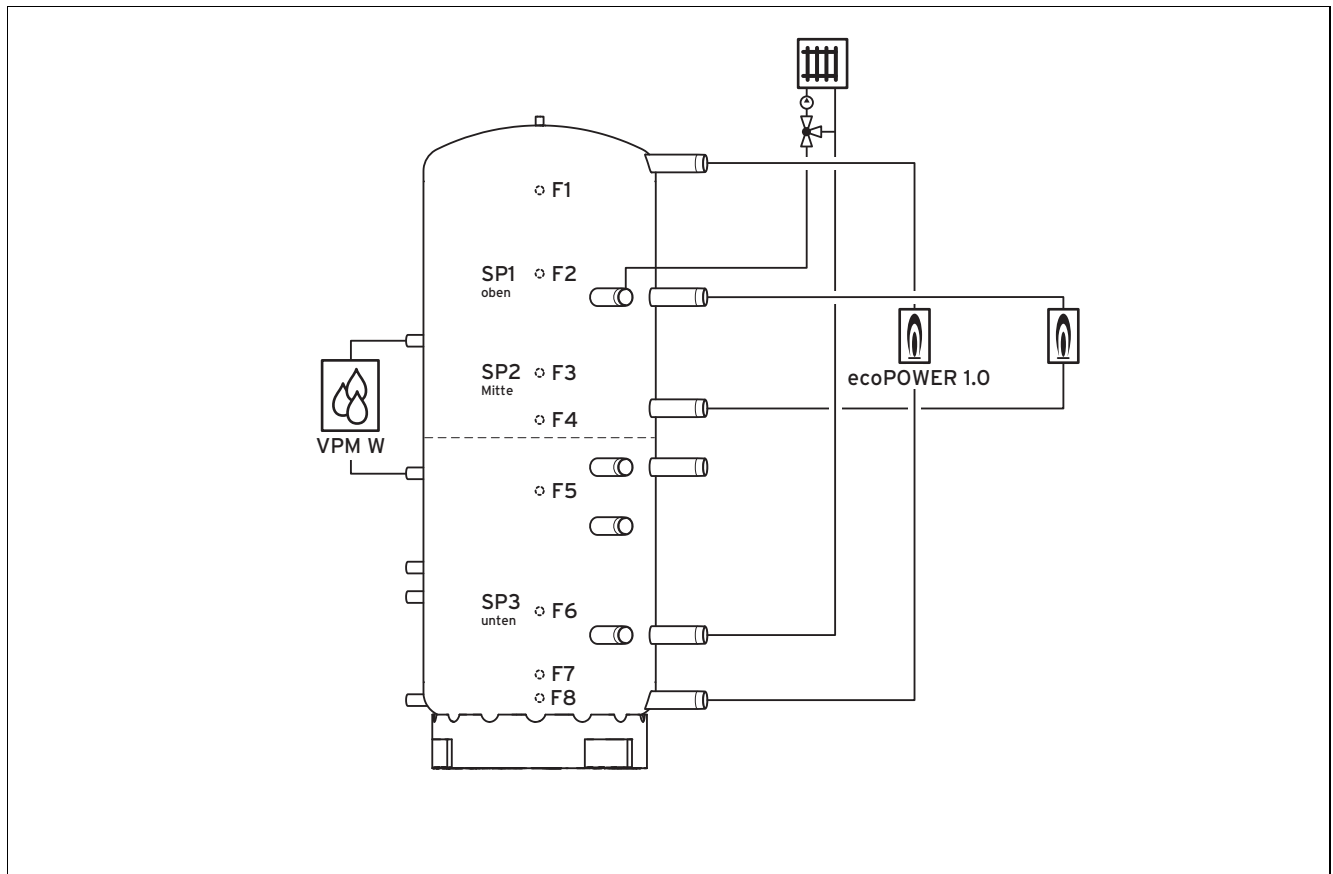 F1
SP1
oben
F2
SP2
Mitte
F3
ecoPOWER 1.0
F4
VPM W
F5
SP3
unten
F6
F7
F8